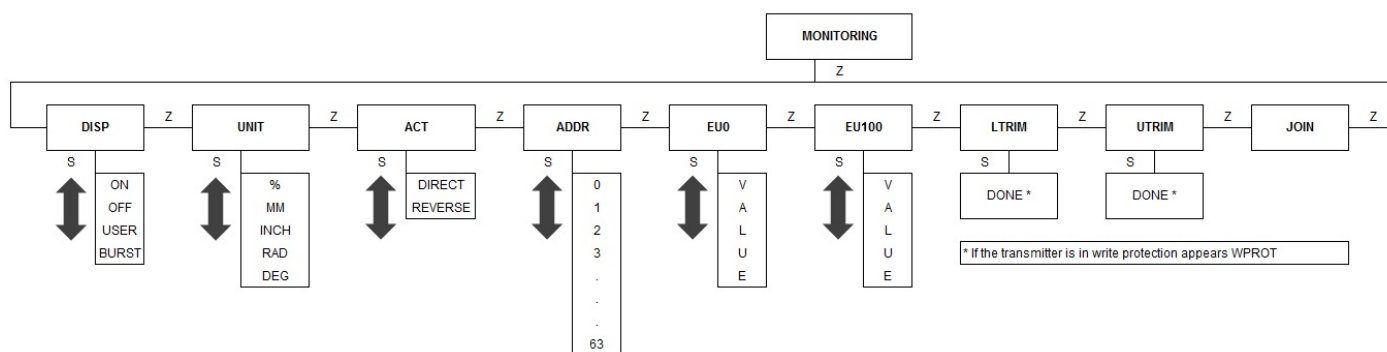 MONITORING
Z
DISP Z UNIT Z ACT Z ADDR Z EU0 Z EU100 Z LTRIM Z UTRIM Z JOIN Z
S S S S S S S S
ON % DIRECT 0 V V DONE * DONE *
OFF MM REVERSE 1 A A
USER INCH 2 L L
BURST RAD 3 U U
DEG . E E
.
.
63
* If the transmitter is in write protection appears WPROT